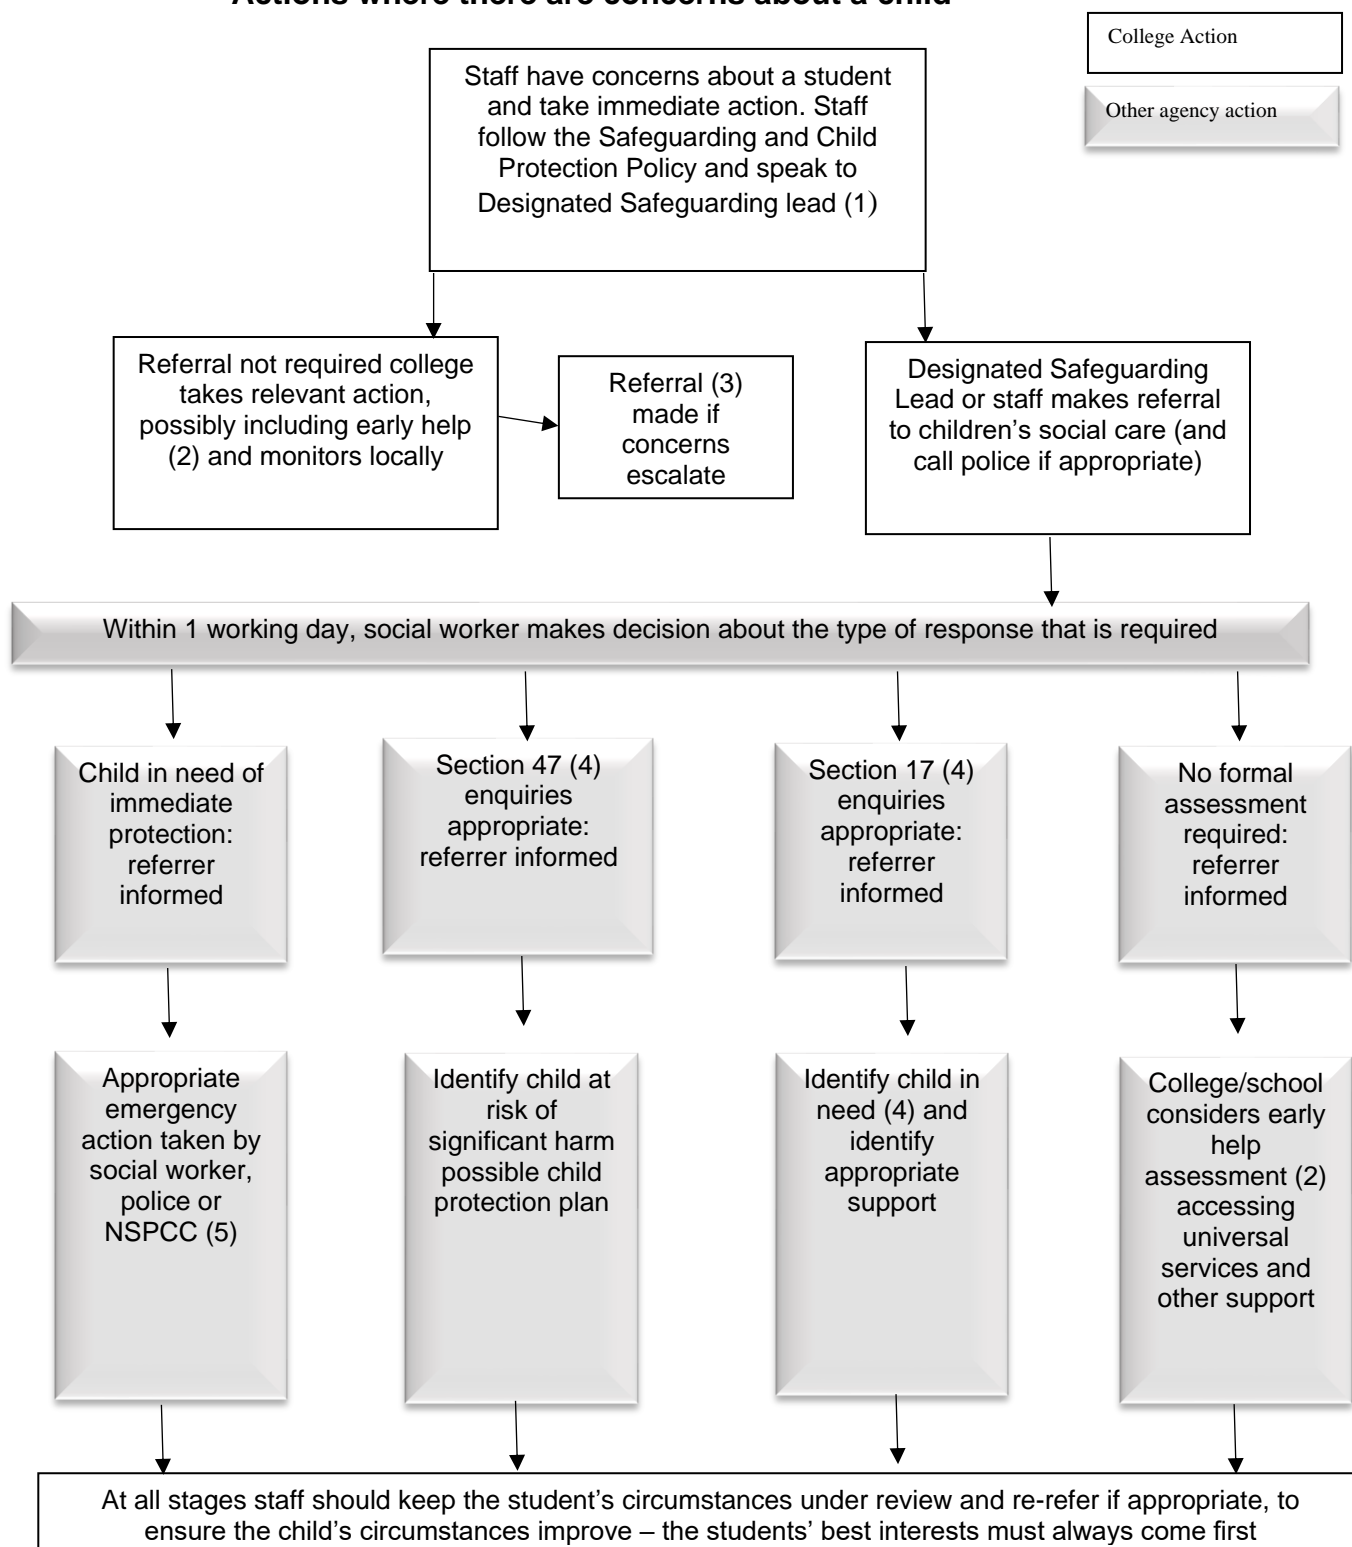 Actions where there are concerns about a child
College Action
Other agency action
Staff have concerns about a student
and take immediate action. Staff
follow the Safeguarding and Child
Protection Policy and speak to
Designated Safeguarding lead (1)
Referral not required college
takes relevant action,
possibly including early help
(2) and monitors locally
Referral (3)
made if
concerns
escalate
Designated Safeguarding
Lead or staff makes referral
to children’s social care (and
call police if appropriate)
Within 1 working day, social worker makes decision about the type of response that is required
Child in need of
immediate
protection:
referrer
informed
Section 47 (4)
enquiries
appropriate:
referrer informed
Section 17 (4)
enquiries
appropriate:
referrer
informed
No formal
assessment
required:
referrer
informed
Appropriate
emergency
action taken by
social worker,
police or
NSPCC (5)
Identify child at
risk of
significant harm
possible child
protection plan
Identify child in
need (4) and
identify
appropriate
support
College/school
considers early
help
assessment (2)
accessing
universal
services and
other support
At all stages staff should keep the student’s circumstances under review and re-refer if appropriate, to
ensure the child’s circumstances improve – the students’ best interests must always come first